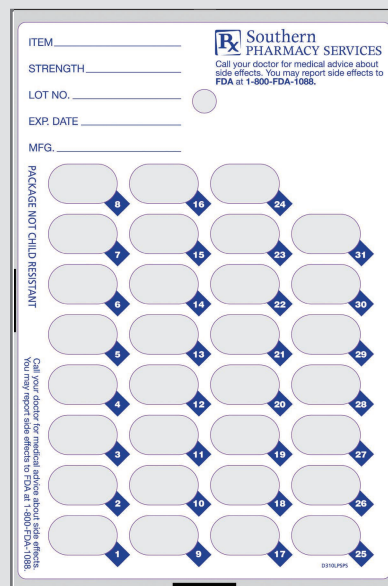 ITEM
STRENGTH
LOT NO.
EXP. DATE
MFG.
Rx Southern
PHARMACY SERVICES
Call your doctor for medical advice about
side effects. You may report side effects to
FDA at 1-800-FDA-1088.
PACKAGE NOT CHILD RESISTANT
Call your doctor for medical advice about side effects.
You may report side effects to FDA at 1-800-FDA-1088.
8 16 24
7 15 23 31
6 14 22 30
5 13 21 29
4 12 20 28
3 11 19 27
2 10 18 26
1 9 17 25
D310LPSPS